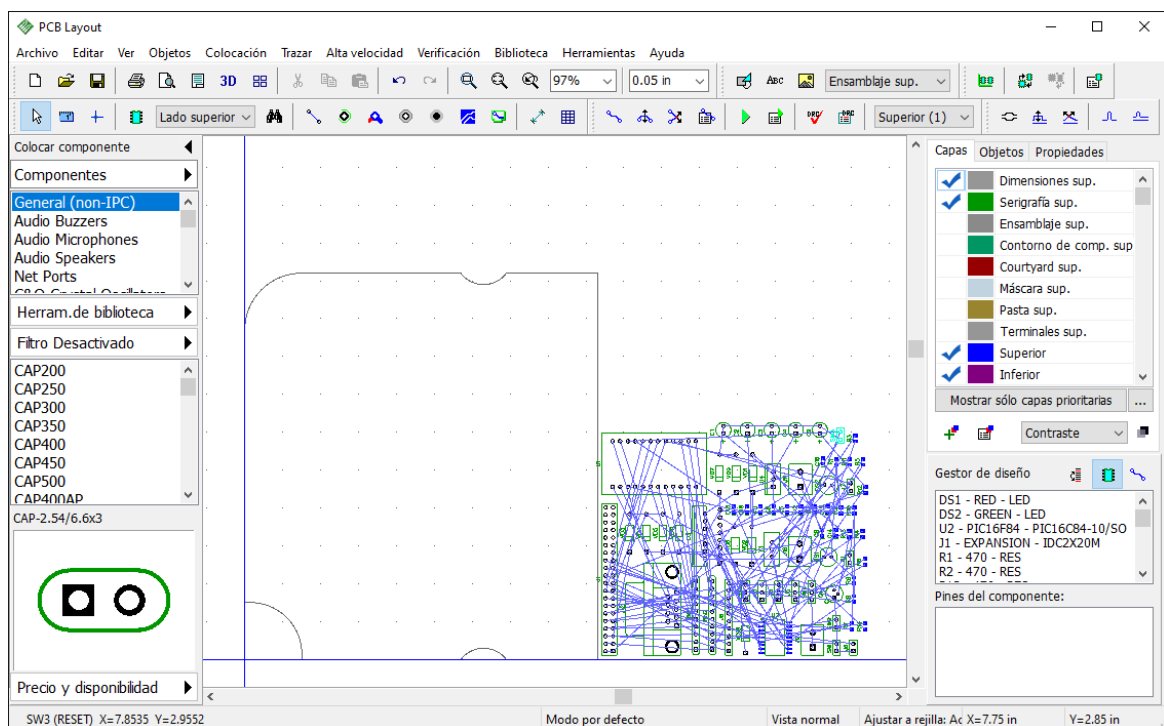 PCB Layout
Archivo Editar Ver Objetos Colocación Trazar Alta velocidad Verificación Biblioteca Herramientas Ayuda
3D 97% 0.05 in ABC Ensamblaje sup.
Lado superior DRC DRC Superior (1)
Colocar componente
Componentes
General (non-IPC)
Audio Buzzers
Audio Microphones
Audio Speakers
Net Ports
Herram.de biblioteca
Filtro Desactivado
CAP200
CAP250
CAP300
CAP350
CAP400
CAP450
CAP500
CAP400AP
CAP-2.54/6.6x3
Precio y disponibilidad
Capas Objetos Propiedades
Dimensiones sup.
Serigrafía sup.
Ensamblaje sup.
Contorno de comp. sup
Courtyard sup.
Máscara sup.
Pasta sup.
Terminales sup.
Superior
Inferior
Mostrar sólo capas prioritarias ...
Contraste
Gestor de diseño
DS1 - RED - LED
DS2 - GREEN - LED
U2 - PIC16F84 - PIC16C84-10/SO
J1 - EXPANSION - IDC2X20M
R1 - 470 - RES
R2 - 470 - RES
Pines del componente:
SW3 (RESET) X=7.8535 Y=2.9552 Modo por defecto Vista normal Ajustar a rejilla: Ac X=7.75 in Y=2.85 in